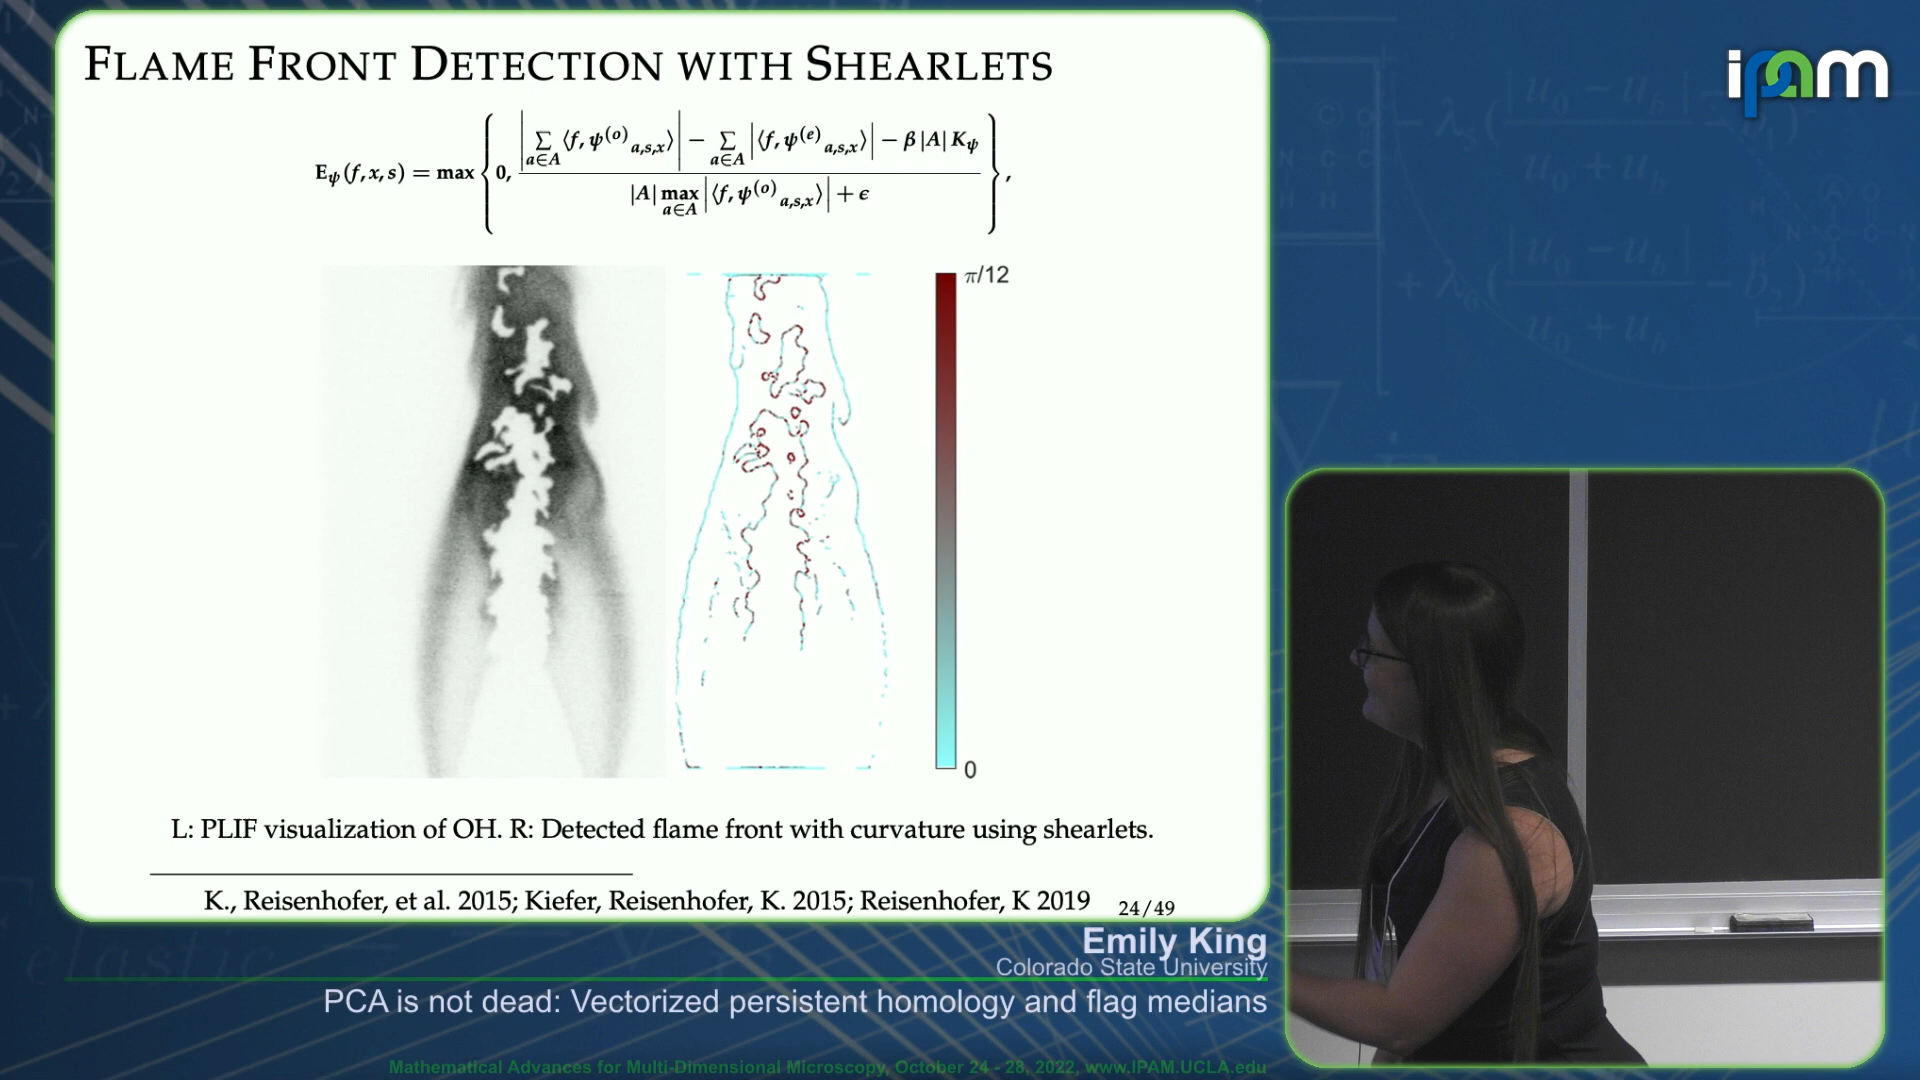 FLAME FRONT DETECTION WITH SHEARLETS
E_ψ(f,x,s) = max { 0, ( |∑_{a∈A} ⟨f,ψ^(o)_{a,s,x}⟩| − ∑_{a∈A} |⟨f,ψ^(e)_{a,s,x}⟩| − β|A|K_ψ ) / ( |A| max_{a∈A} |⟨f,ψ^(o)_{a,s,x}⟩| + ϵ ) },
π/12
0
L: PLIF visualization of OH. R: Detected flame front with curvature using shearlets.
K., Reisenhofer, et al. 2015; Kiefer, Reisenhofer, K. 2015; Reisenhofer, K 2019
24/49
ipam
Emily King
Colorado State University
PCA is not dead: Vectorized persistent homology and flag medians
Mathematical Advances for Multi-Dimensional Microscopy, October 24 - 28, 2022, www.IPAM.UCLA.edu